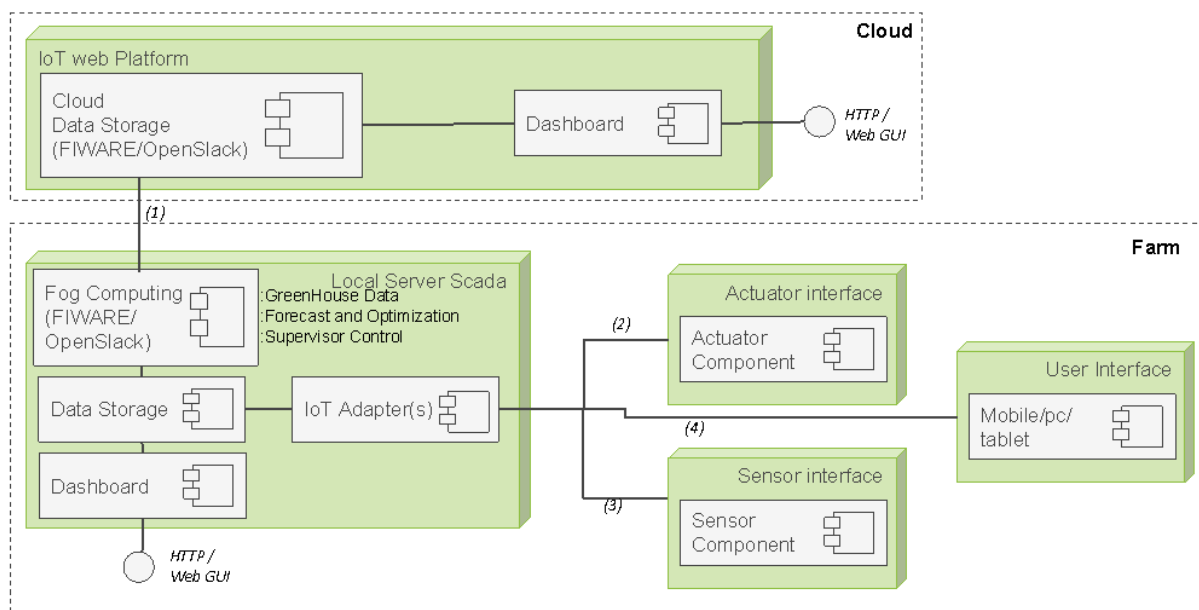 Cloud
IoT web Platform
Cloud
Data Storage
(FIWARE/OpenSlack)
Dashboard
HTTP /
Web GUI
(1)
Farm
Local Server Scada
Fog Computing
(FIWARE/
OpenSlack)
:GreenHouse Data
:Forecast and Optimization
:Supervisor Control
Data Storage
IoT Adapter(s)
Dashboard
HTTP /
Web GUI
(2)
Actuator interface
Actuator
Component
(4)
User Interface
Mobile/pc/
tablet
(3)
Sensor interface
Sensor
Component